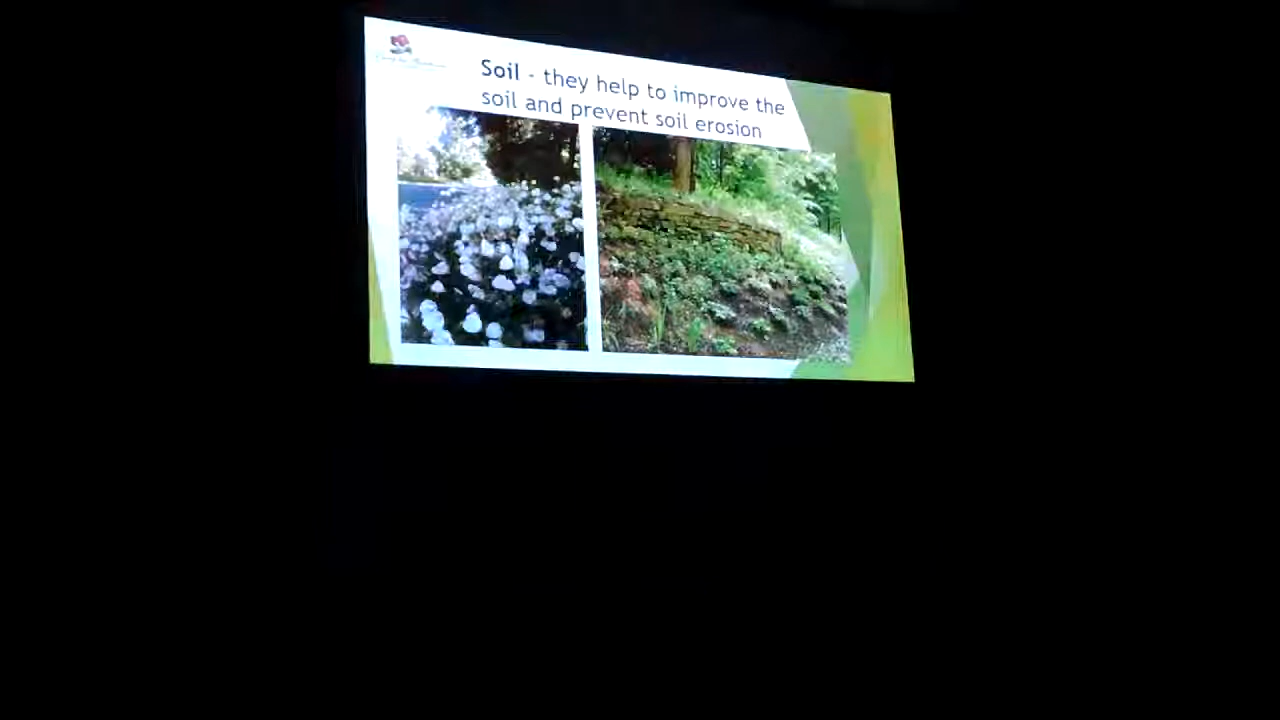 Soil - they help to improve the
soil and prevent soil erosion